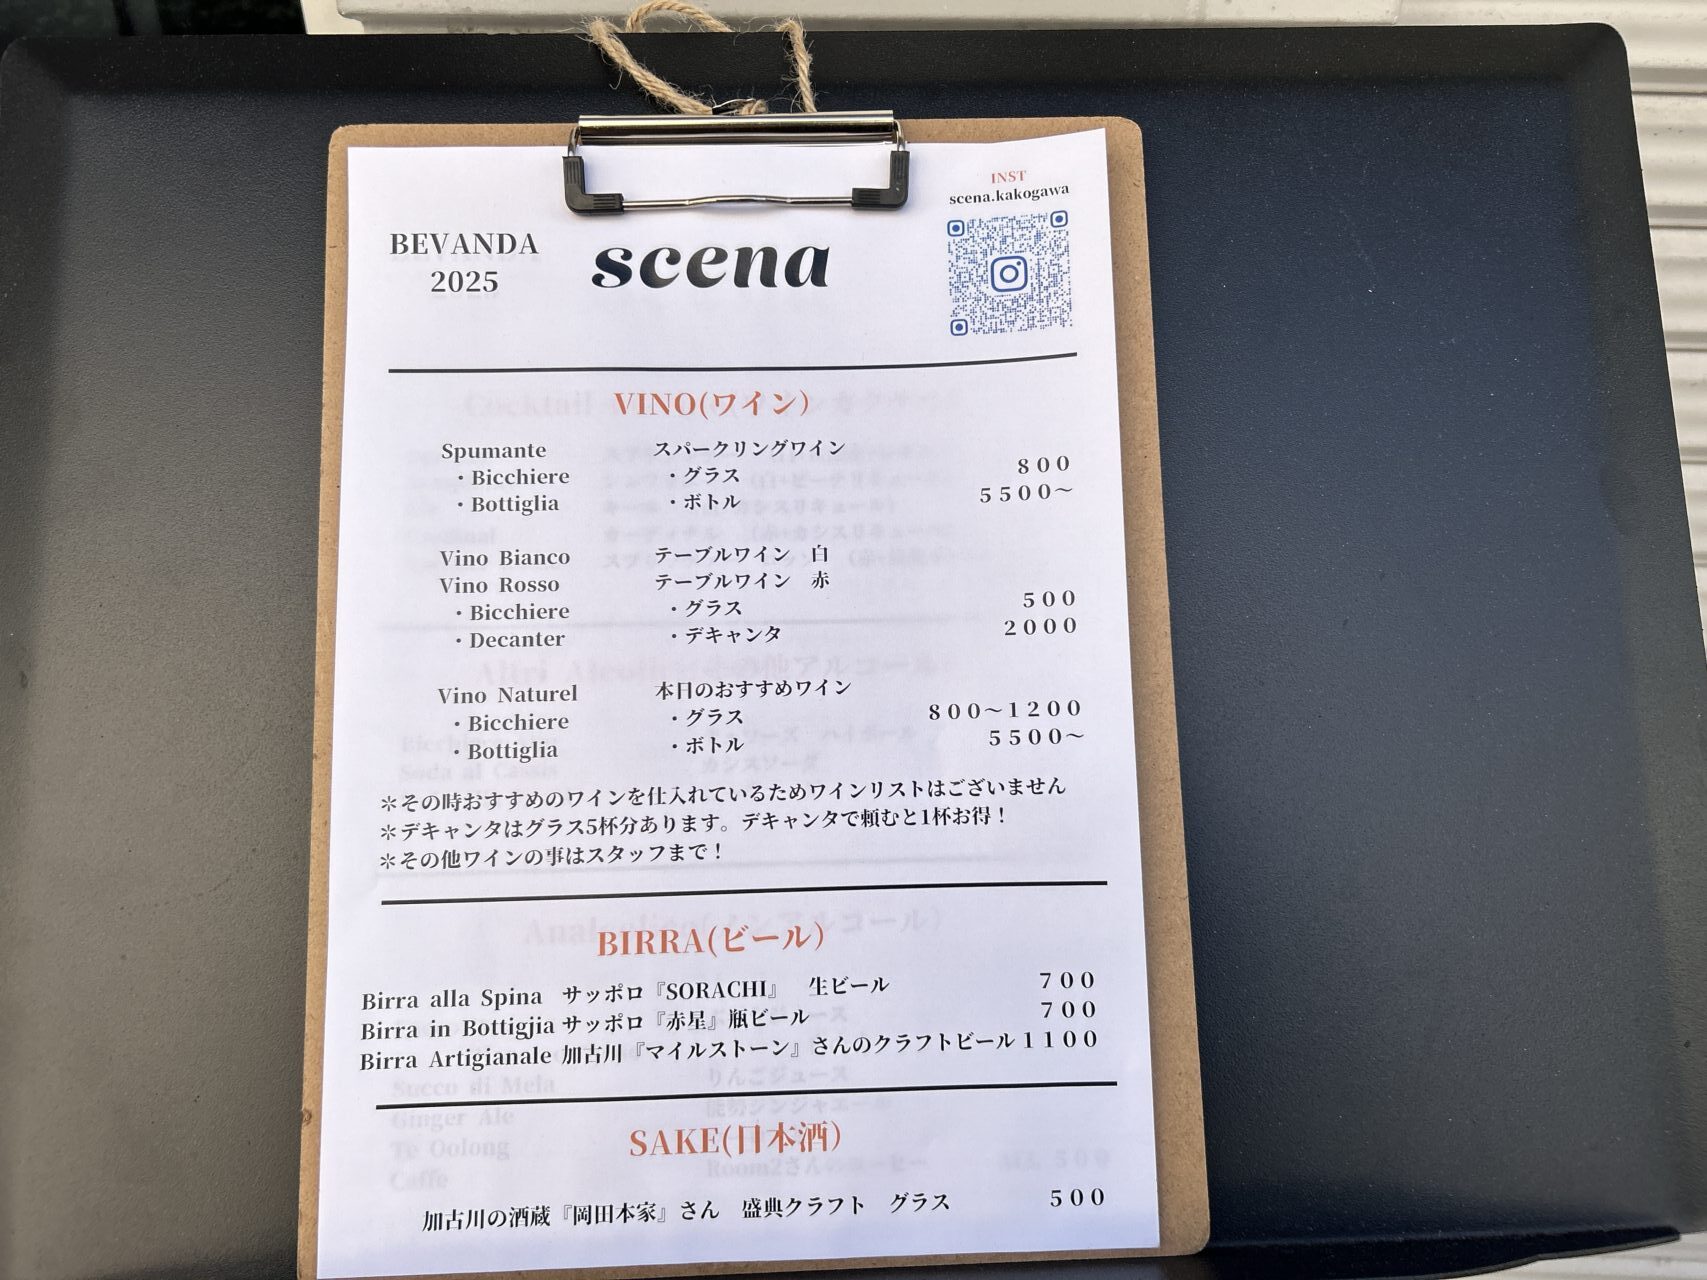 INST
scena.kakogawa
BEVANDA
2025
scena
VINO(ワイン)
Spumante スパークリングワイン
・Bicchiere ・グラス 800
・Bottiglia ・ボトル 5500〜
Vino Bianco テーブルワイン 白
Vino Rosso テーブルワイン 赤
・Bicchiere ・グラス 500
・Decanter ・デキャンタ 2000
Vino Naturel 本日のおすすめワイン
・Bicchiere ・グラス 800〜1200
・Bottiglia ・ボトル 5500〜
＊その時おすすめのワインを仕入れているためワインリストはございません
＊デキャンタはグラス5杯分あります。デキャンタで頼むと1杯お得！
＊その他ワインの事はスタッフまで！
BIRRA(ビール)
Birra alla Spina サッポロ『SORACHI』 生ビール 700
Birra in Bottigjia サッポロ『赤星』瓶ビール 700
Birra Artigianale 加古川『マイルストーン』さんのクラフトビール 1100
SAKE(日本酒)
加古川の酒蔵『岡田本家』さん 盛典クラフト グラス 500